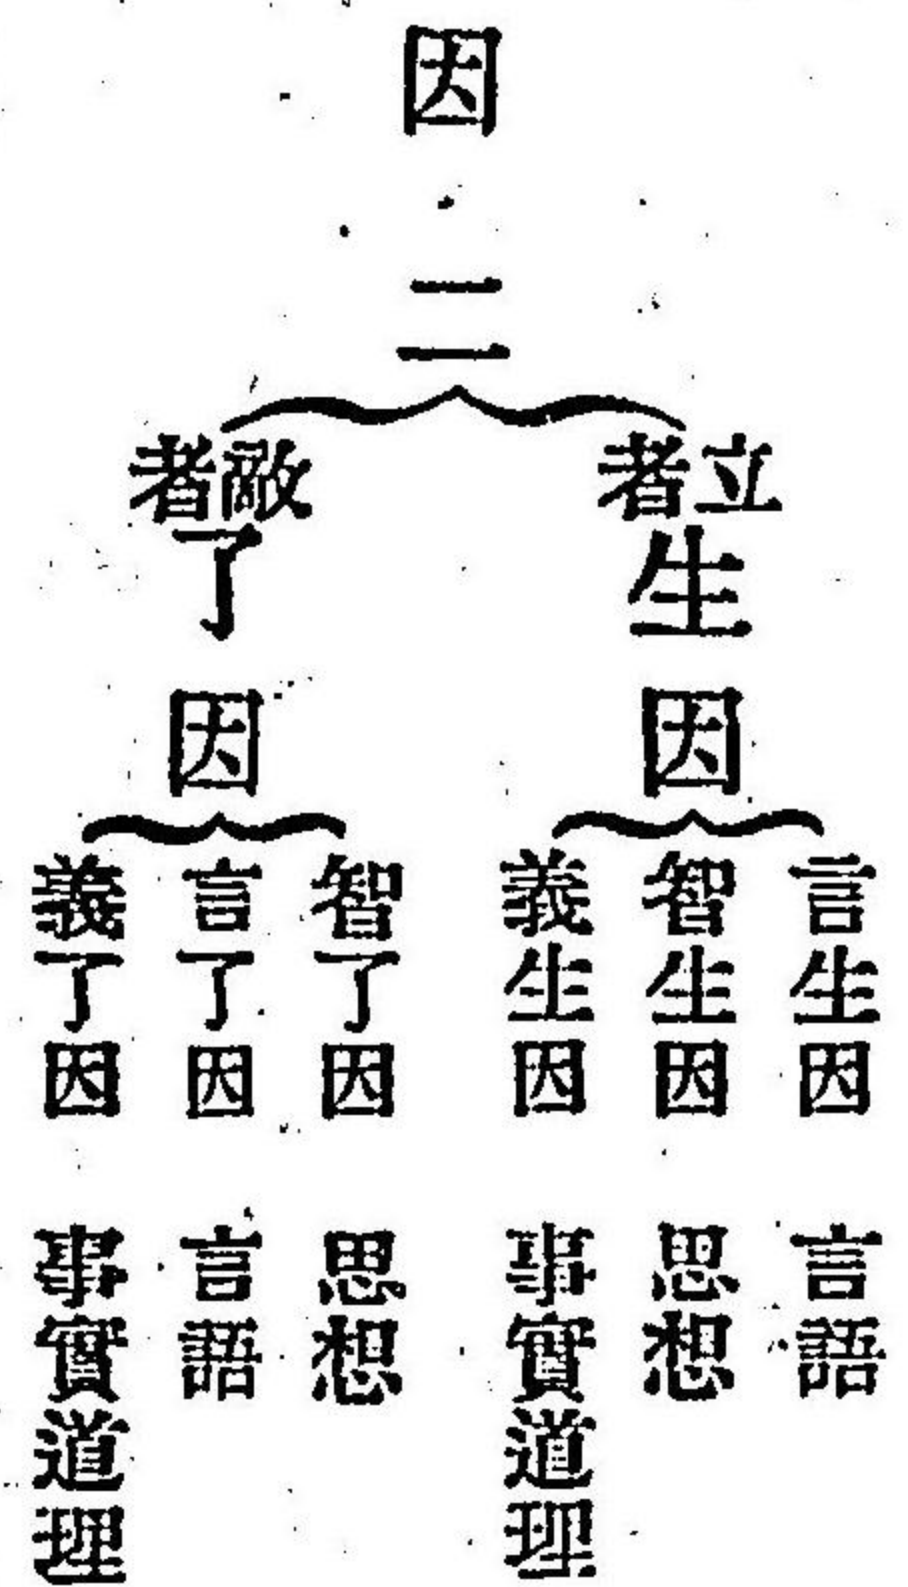 因二
立者
生因
言生因 言語
智生因 思想
義生因 事實道理
敵者
了因
智了因 思想
言了因 言語
義了因 事實道理